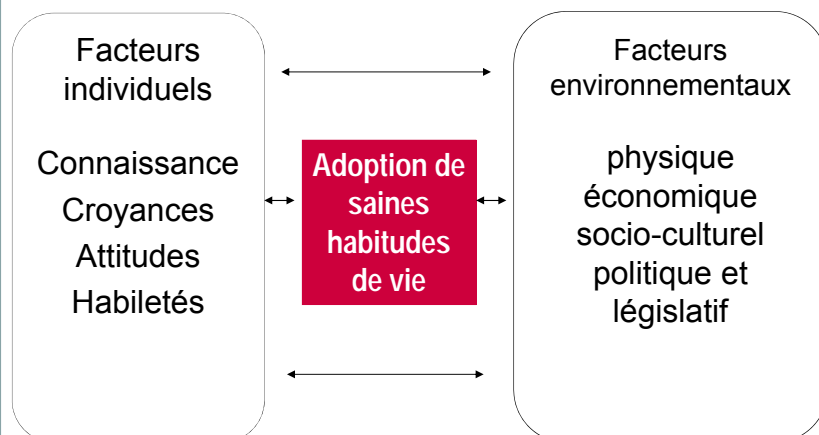 Facteurs
individuels
Connaissance
Croyances
Attitudes
Habiletés
Adoption de
saines
habitudes
de vie
Facteurs
environnementaux
physique
économique
socio-culturel
politique et
législatif